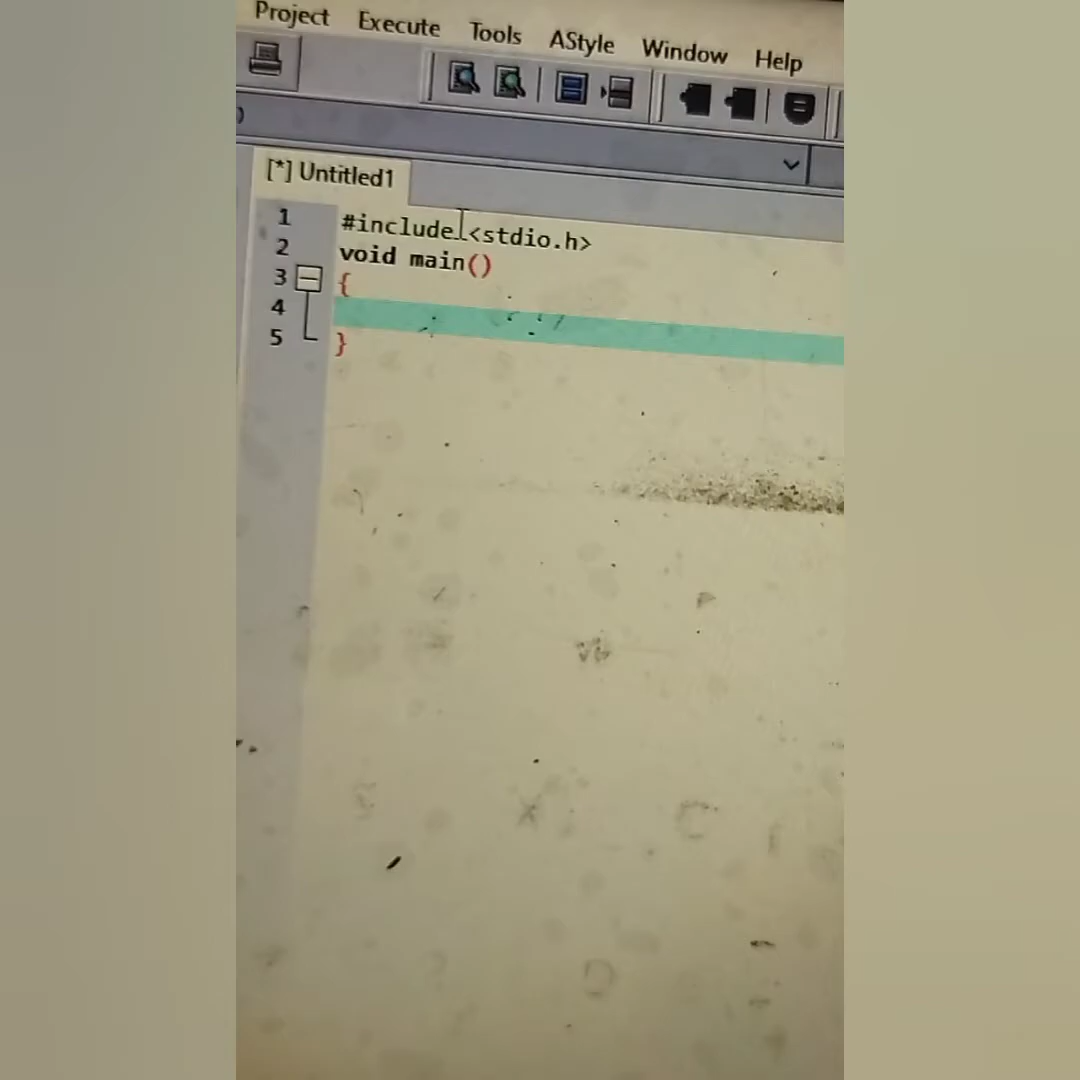 Project Execute Tools AStyle Window Help
)
[*] Untitled1
1 #include <stdio.h>
2 void main()
3 {
4
5 }